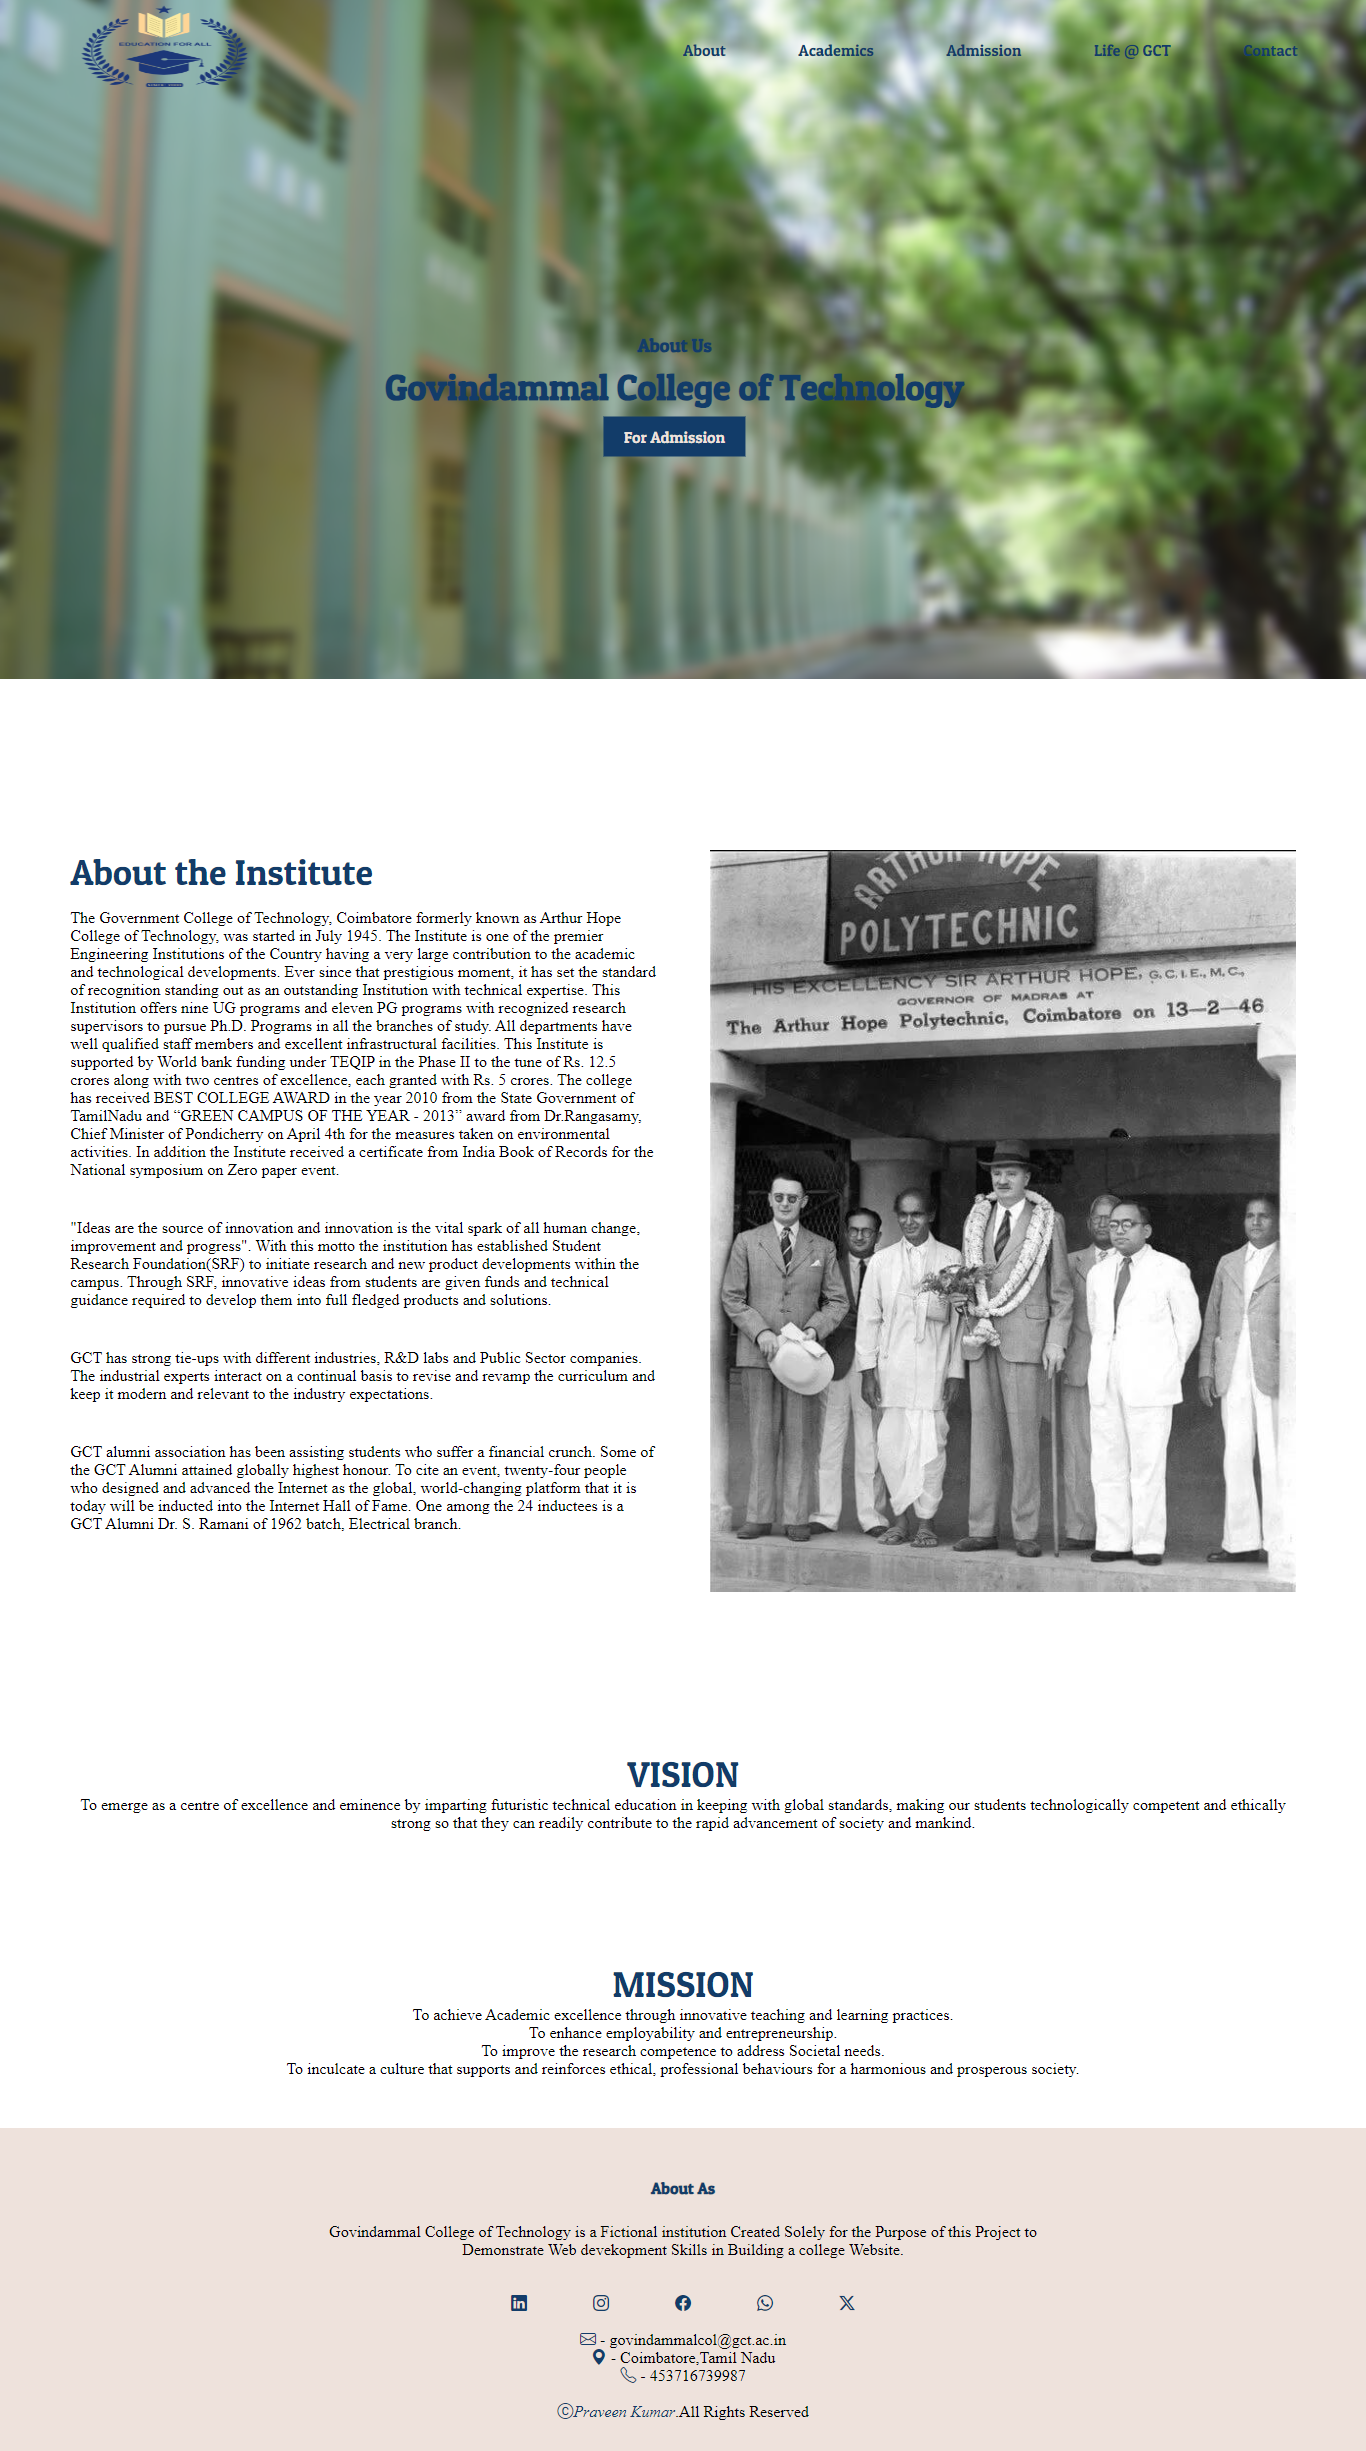 EDUCATION FOR ALL
About Academics Admission Life @ GCT Contact
About Us
Govindammal College of Technology
For Admission
About the Institute
The Government College of Technology, Coimbatore formerly known as Arthur Hope
College of Technology, was started in July 1945. The Institute is one of the premier
Engineering Institutions of the Country having a very large contribution to the academic
and technological developments. Ever since that prestigious moment, it has set the standard
of recognition standing out as an outstanding Institution with technical expertise. This
Institution offers nine UG programs and eleven PG programs with recognized research
supervisors to pursue Ph.D. Programs in all the branches of study. All departments have
well qualified staff members and excellent infrastructural facilities. This Institute is
supported by World bank funding under TEQIP in the Phase II to the tune of Rs. 12.5
crores along with two centres of excellence, each granted with Rs. 5 crores. The college
has received BEST COLLEGE AWARD in the year 2010 from the State Government of
TamilNadu and “GREEN CAMPUS OF THE YEAR - 2013” award from Dr.Rangasamy,
Chief Minister of Pondicherry on April 4th for the measures taken on environmental
activities. In addition the Institute received a certificate from India Book of Records for the
National symposium on Zero paper event.
"Ideas are the source of innovation and innovation is the vital spark of all human change,
improvement and progress". With this motto the institution has established Student
Research Foundation(SRF) to initiate research and new product developments within the
campus. Through SRF, innovative ideas from students are given funds and technical
guidance required to develop them into full fledged products and solutions.
GCT has strong tie-ups with different industries, R&D labs and Public Sector companies.
The industrial experts interact on a continual basis to revise and revamp the curriculum and
keep it modern and relevant to the industry expectations.
GCT alumni association has been assisting students who suffer a financial crunch. Some of
the GCT Alumni attained globally highest honour. To cite an event, twenty-four people
who designed and advanced the Internet as the global, world-changing platform that it is
today will be inducted into the Internet Hall of Fame. One among the 24 inductees is a
GCT Alumni Dr. S. Ramani of 1962 batch, Electrical branch.
ARTHUR HOPE
POLYTECHNIC
HIS EXCELLENCY SIR ARTHUR HOPE, G.C.I.E., M.C.,
GOVERNOR OF MADRAS AT
The Arthur Hope Polytechnic, Coimbatore on 13-2-46
VISION
To emerge as a centre of excellence and eminence by imparting futuristic technical education in keeping with global standards, making our students technologically competent and ethically
strong so that they can readily contribute to the rapid advancement of society and mankind.
MISSION
To achieve Academic excellence through innovative teaching and learning practices.
To enhance employability and entrepreneurship.
To improve the research competence to address Societal needs.
To inculcate a culture that supports and reinforces ethical, professional behaviours for a harmonious and prosperous society.
About As
Govindammal College of Technology is a Fictional institution Created Solely for the Purpose of this Project to
Demonstrate Web devekopment Skills in Building a college Website.
- govindammalcol@gct.ac.in
- Coimbatore,Tamil Nadu
- 453716739987
©Praveen Kumar.All Rights Reserved